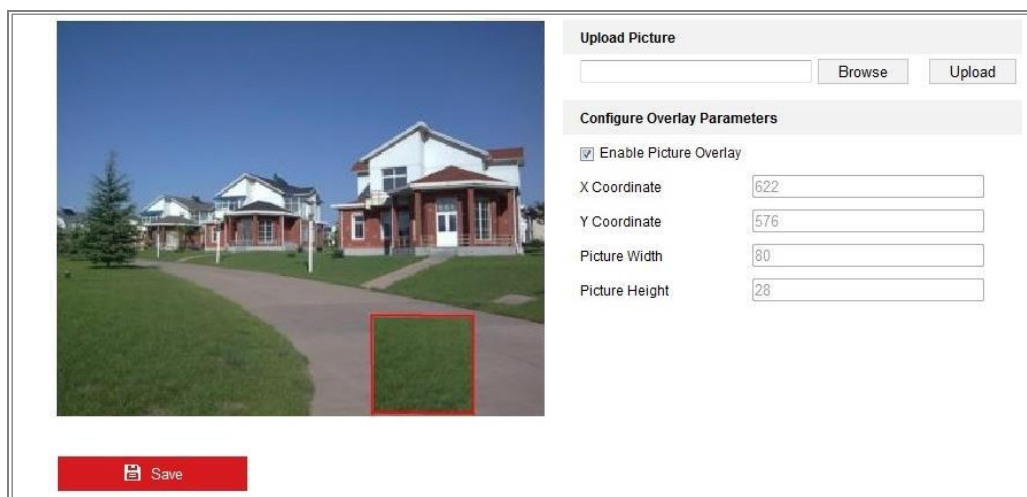 Upload Picture
Browse Upload
Configure Overlay Parameters
Enable Picture Overlay
X Coordinate 622
Y Coordinate 576
Picture Width 80
Picture Height 28
Save